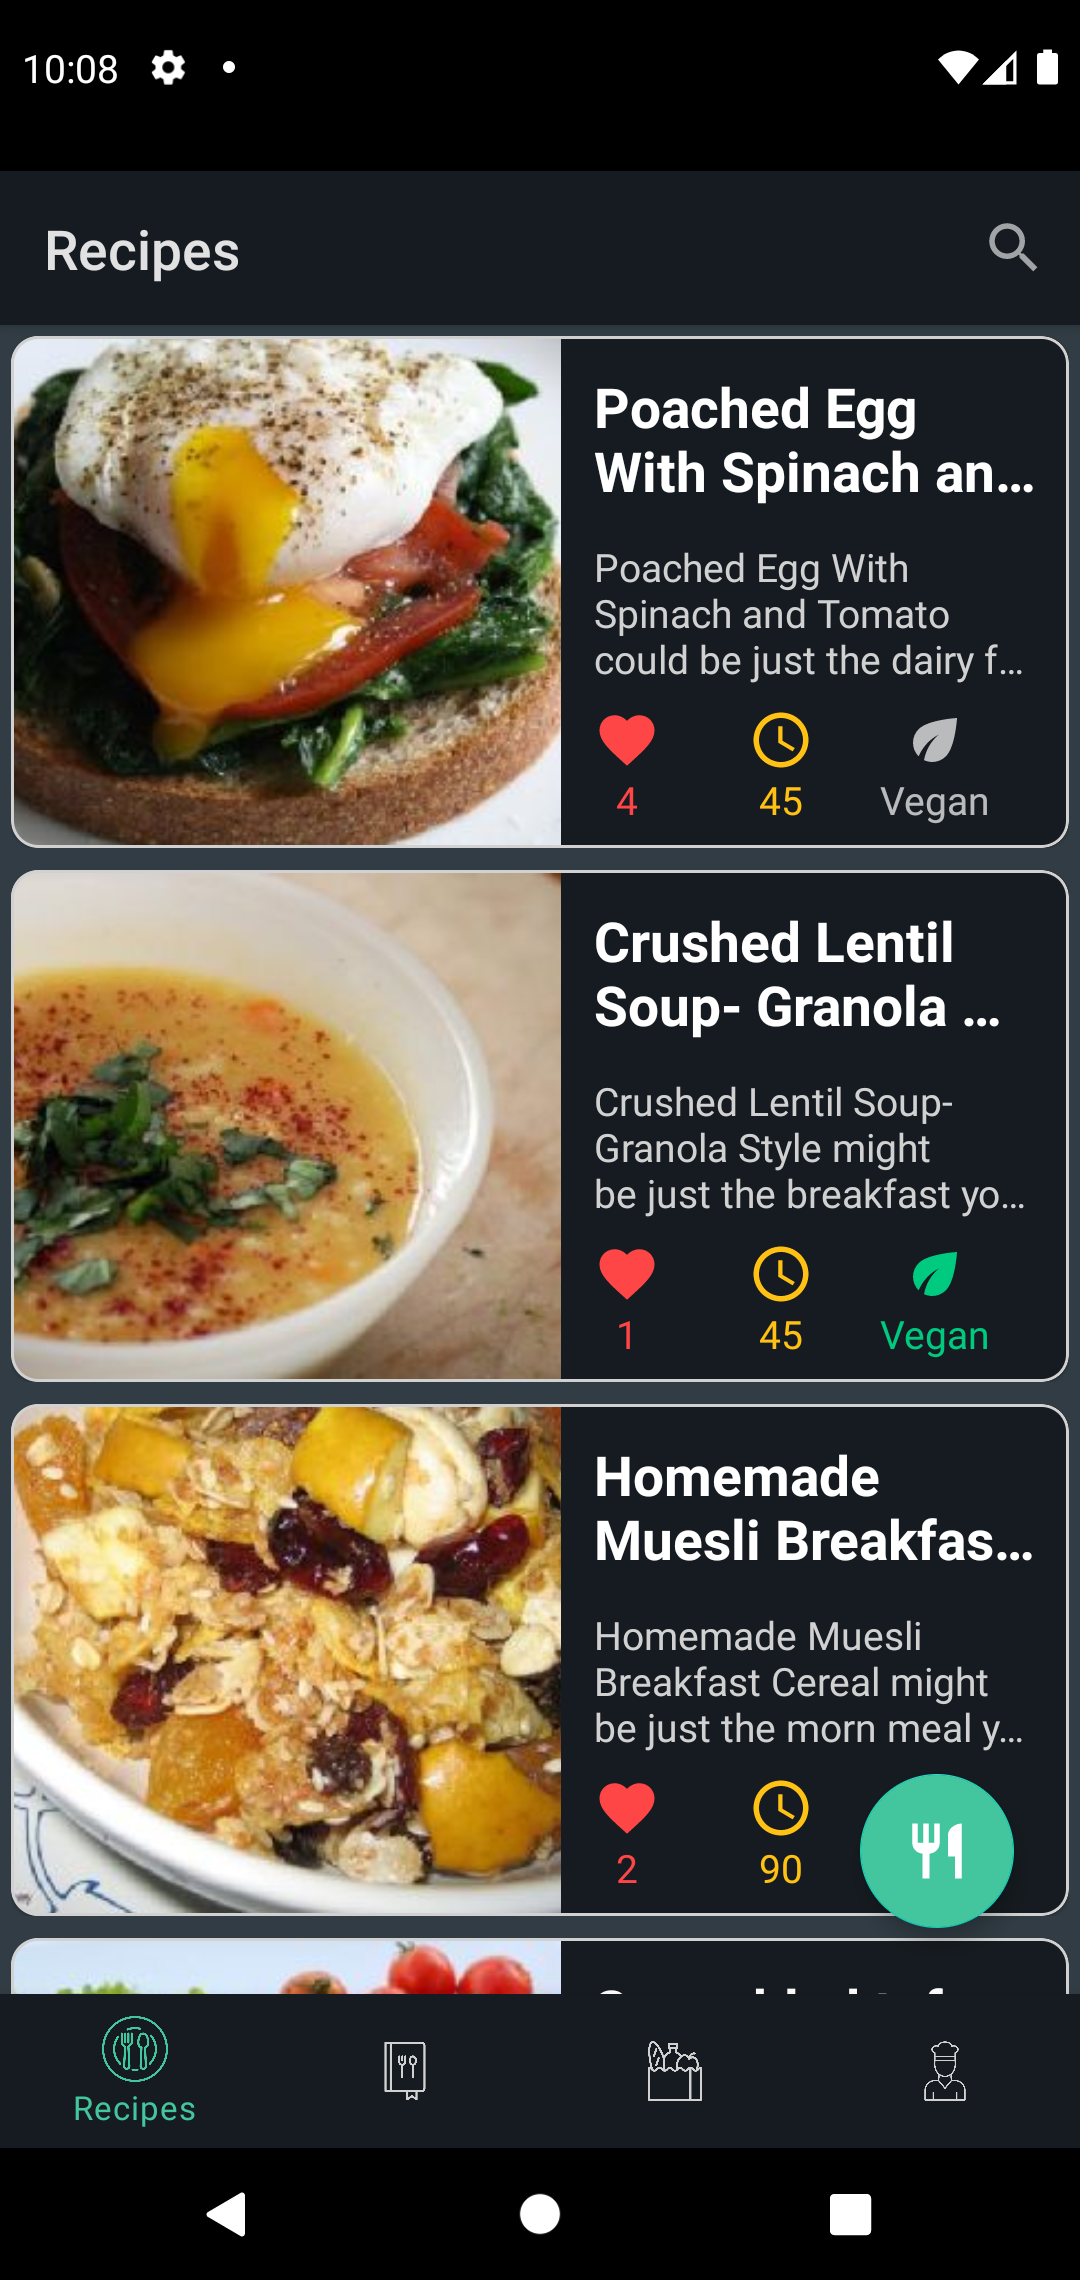 10:08
Recipes
Poached Egg
With Spinach an...
Poached Egg With
Spinach and Tomato
could be just the dairy f...
4
45
Vegan
Crushed Lentil
Soup- Granola ...
Crushed Lentil Soup-
Granola Style might
be just the breakfast yo...
1
45
Vegan
Homemade
Muesli Breakfas...
Homemade Muesli
Breakfast Cereal might
be just the morn meal y...
2
90
Recipes